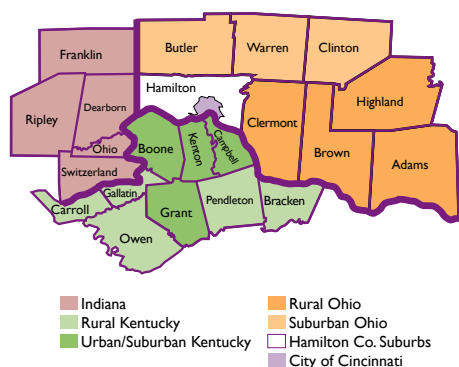 Butler
Warren
Clinton
Franklin
Hamilton
Highland
Dearborn
Ripley
Clermont
Ohio
Boone
Kenton
Campbell
Brown
Adams
Switzerland
Gallatin
Carroll
Grant
Pendleton
Bracken
Owen
Indiana
Rural Kentucky
Urban/Suburban Kentucky
Rural Ohio
Suburban Ohio
Hamilton Co. Suburbs
City of Cincinnati